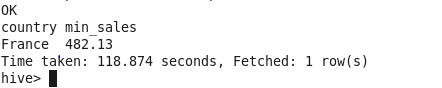 OK
country min_sales
France  482.13
Time taken: 118.874 seconds, Fetched: 1 row(s)
hive>